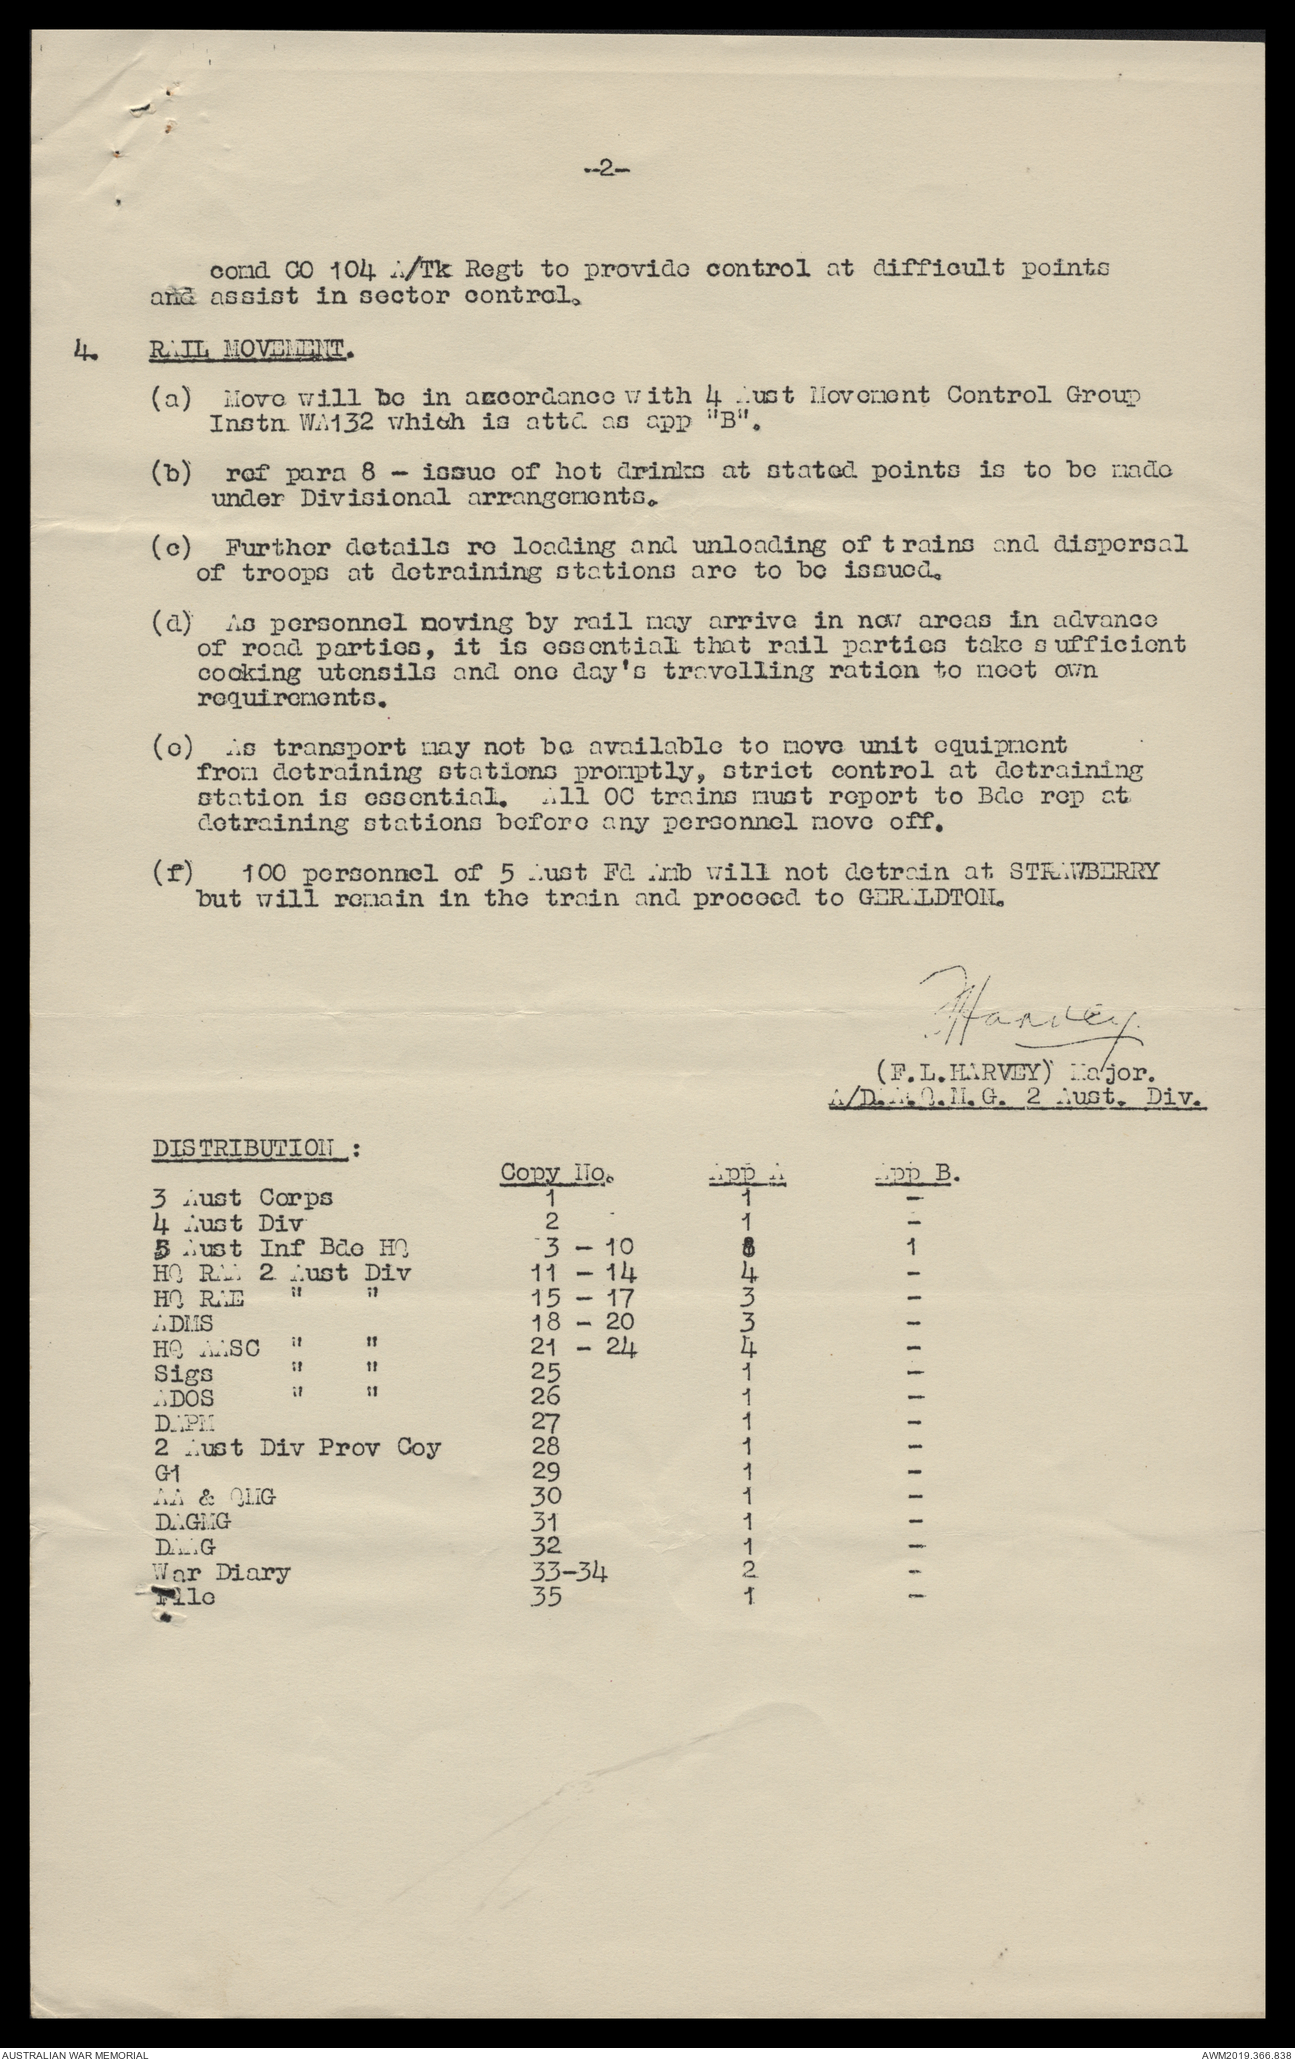 --2-
comd CO 104 A/Tk Regt to provide control at difficult points
and assist in sector control.
4. RAIL MOVEMENT.
(a) Move will be in accordance with 4 Aust Movement Control Group
Instn WA132 which is attd as app "B".
(b) ref para 8 - issue of hot drinks at stated points is to be made
under Divisional arrangements.
(c) Further details re loading and unloading of trains and dispersal
of troops at detraining stations are to be issued.
(d) As personnel moving by rail may arrive in new areas in advance
of road parties, it is essential that rail parties take sufficient
cooking utensils and one day's travelling ration to meet own
requirements.
(e) As transport may not be available to move unit equipment
from detraining stations promptly, strict control at detraining
station is essential. All OC trains must report to Bde rep at
detraining stations before any personnel move off.
(f) 100 personnel of 5 Aust Fd Amb will not detrain at STRAWBERRY
but will remain in the train and proceed to GERALDTON.
FHarvey.
(F.L.HARVEY) Major.
A/D.A.Q.M.G. 2 Aust. Div.
DISTRIBUTION :
Copy No. App A App B.
3 Aust Corps 1 1 -
4 Aust Div 2 1 -
5 Aust Inf Bde HQ 3 - 10 8 1
HQ RAA 2 Aust Div 11 - 14 4 -
HQ RAE " " 15 - 17 3 -
ADMS 18 - 20 3 -
HQ AASC " " 21 - 24 4 -
Sigs " " 25 1 -
ADOS " " 26 1 -
DAPM 27 1 -
2 Aust Div Prov Coy 28 1 -
G1 29 1 -
AA & QMG 30 1 -
DAGMG 31 1 -
DAAG 32 1 -
War Diary 33-34 2 -
File 35 1 -
AUSTRALIAN WAR MEMORIAL
AWM2019.366.838